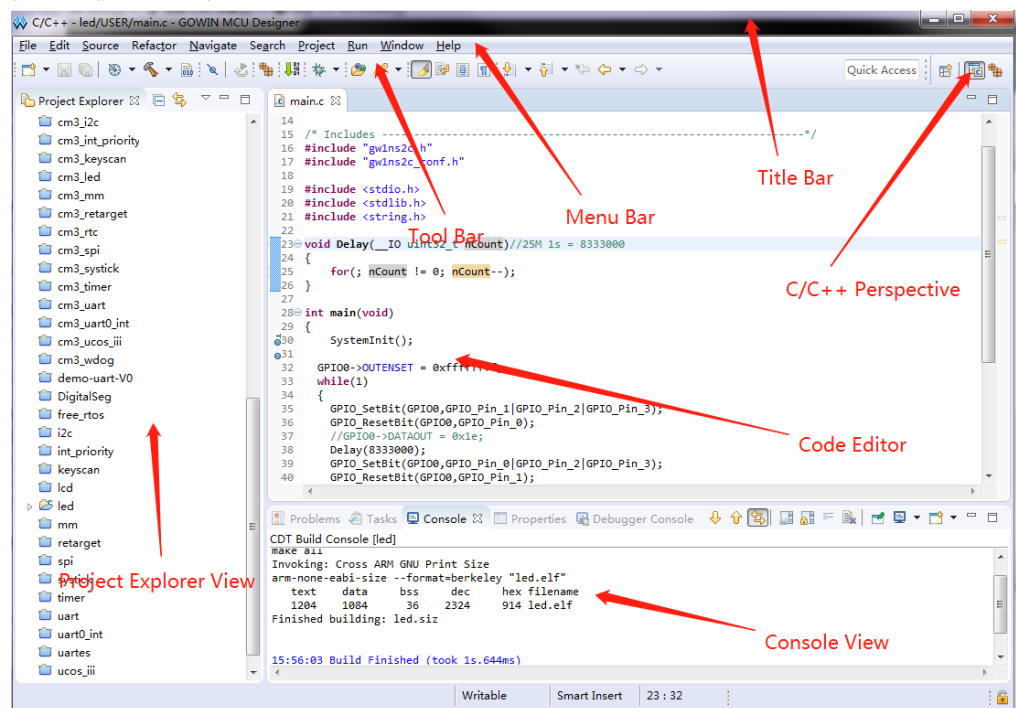 C/C++ - led/USER/main.c - GOWIN MCU Designer
File Edit Source Refactor Navigate Search Project Run Window Help
Quick Access
Project Explorer
cm3_i2c
cm3_int_priority
cm3_keyscan
cm3_led
cm3_mm
cm3_retarget
cm3_rtc
cm3_spi
cm3_systick
cm3_timer
cm3_uart
cm3_uart0_int
cm3_ucos_iii
cm3_wdog
demo-uart-V0
DigitalSeg
free_rtos
i2c
int_priority
keyscan
lcd
led
mm
retarget
spi
systick
timer
uart
uart0_int
uartes
ucos_iii
main.c
14
15 /* Includes ------------------------------------------------------------------*/
16 #include "gw1ns2c.h"
17 #include "gw1ns2c_conf.h"
18
19 #include <stdio.h>
20 #include <stdlib.h>
21 #include <string.h>
22
23 void Delay(__IO uint32_t nCount)//25M 1s = 8333000
24 {
25 for(; nCount != 0; nCount--);
26 }
27
28 int main(void)
29 {
30 SystemInit();
31
32 GPIO0->OUTENSET = 0xffffffff;
33 while(1)
34 {
35 GPIO_SetBit(GPIO0,GPIO_Pin_1|GPIO_Pin_2|GPIO_Pin_3);
36 GPIO_ResetBit(GPIO0,GPIO_Pin_0);
37 //GPIO0->DATAOUT = 0x1e;
38 Delay(8333000);
39 GPIO_SetBit(GPIO0,GPIO_Pin_0|GPIO_Pin_2|GPIO_Pin_3);
40 GPIO_ResetBit(GPIO0,GPIO_Pin_1);
Title Bar
Menu Bar
Tool Bar
C/C++ Perspective
Code Editor
Project Explorer View
Problems Tasks Console Properties Debugger Console
CDT Build Console [led]
make all
Invoking: Cross ARM GNU Print Size
arm-none-eabi-size --format=berkeley "led.elf"
text data bss dec hex filename
1204 1084 36 2324 914 led.elf
Finished building: led.siz
15:56:03 Build Finished (took 1s.644ms)
Console View
Writable Smart Insert 23 : 32